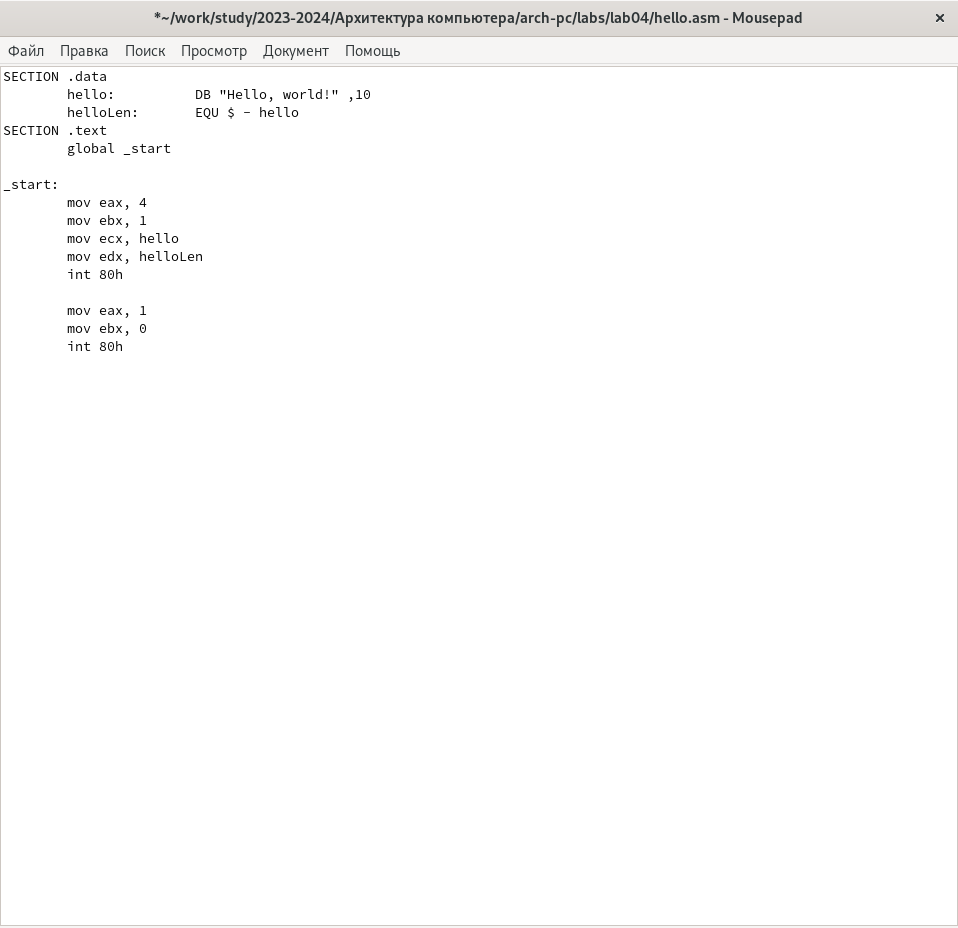 *~/work/study/2023-2024/Архитектура компьютера/arch-pc/labs/lab04/hello.asm - Mousepad ×
Файл Правка Поиск Просмотр Документ Помощь
SECTION .data
        hello:          DB "Hello, world!" ,10
        helloLen:       EQU $ - hello
SECTION .text
        global _start

_start:
        mov eax, 4
        mov ebx, 1
        mov ecx, hello
        mov edx, helloLen
        int 80h

        mov eax, 1
        mov ebx, 0
        int 80h